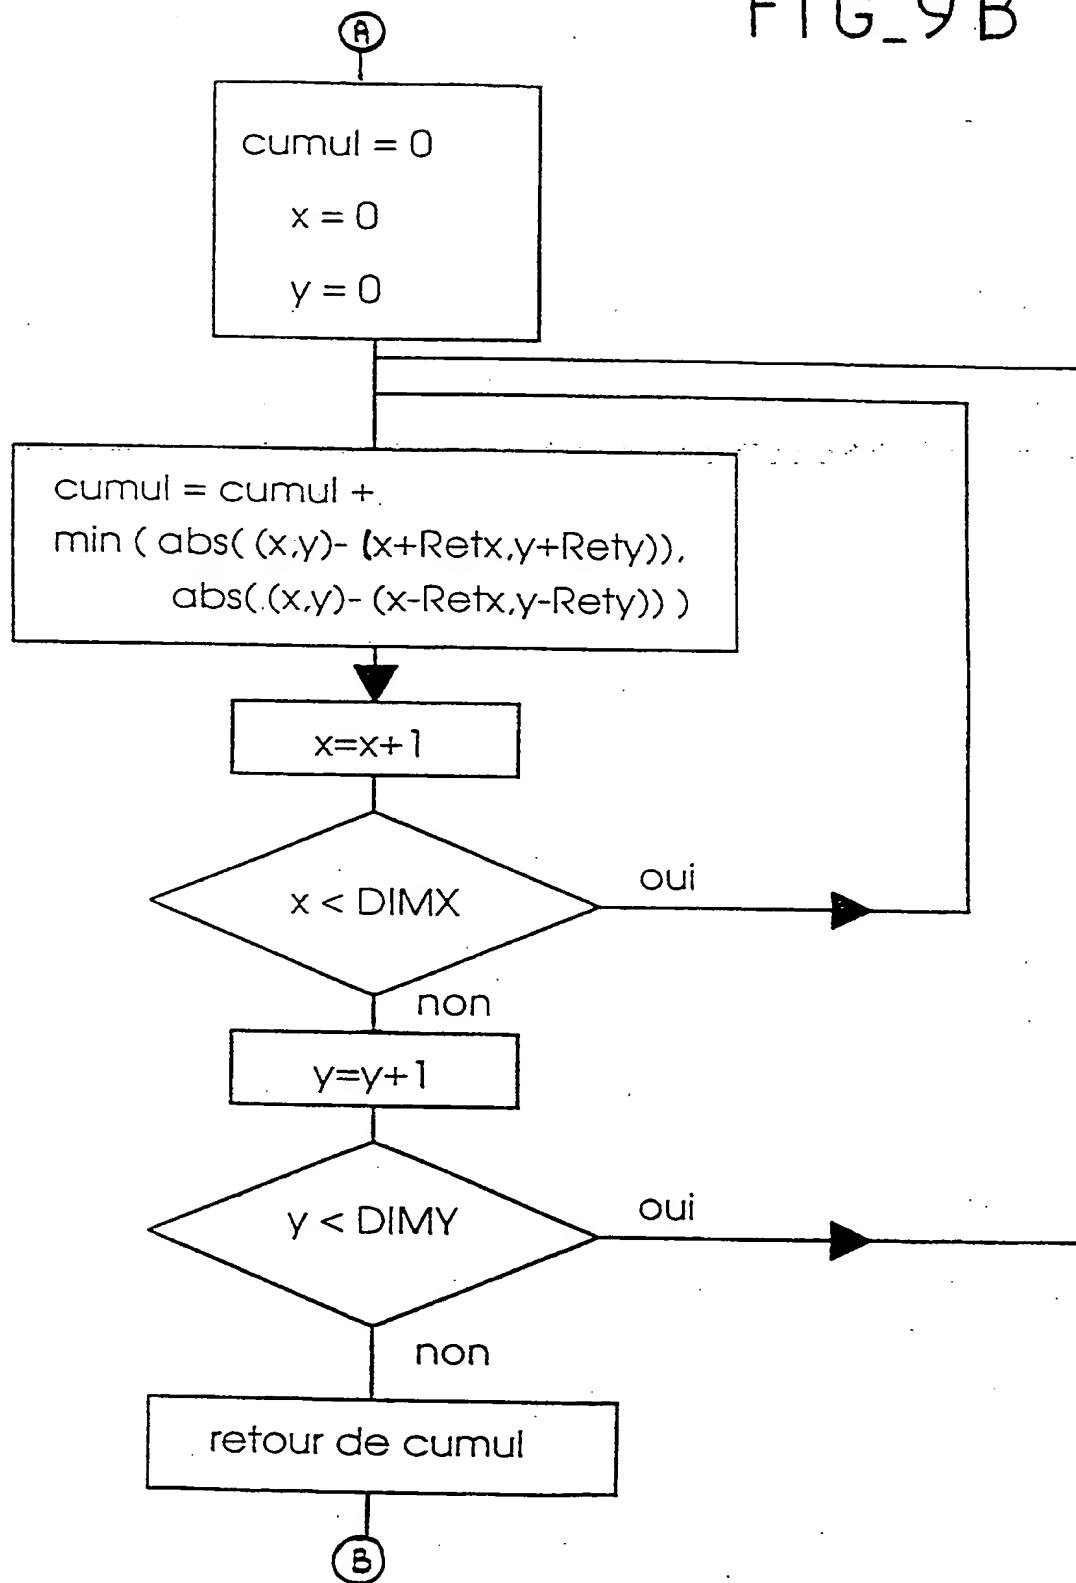 FIG_9B
A
cumul = 0
x = 0
y = 0
cumul = cumul +
min ( abs( (x,y)- (x+Retx,y+Rety)),
abs( (x,y)- (x-Retx,y-Rety)) )
x=x+1
x < DIMX
oui
non
y=y+1
y < DIMY
oui
non
retour de cumul
B